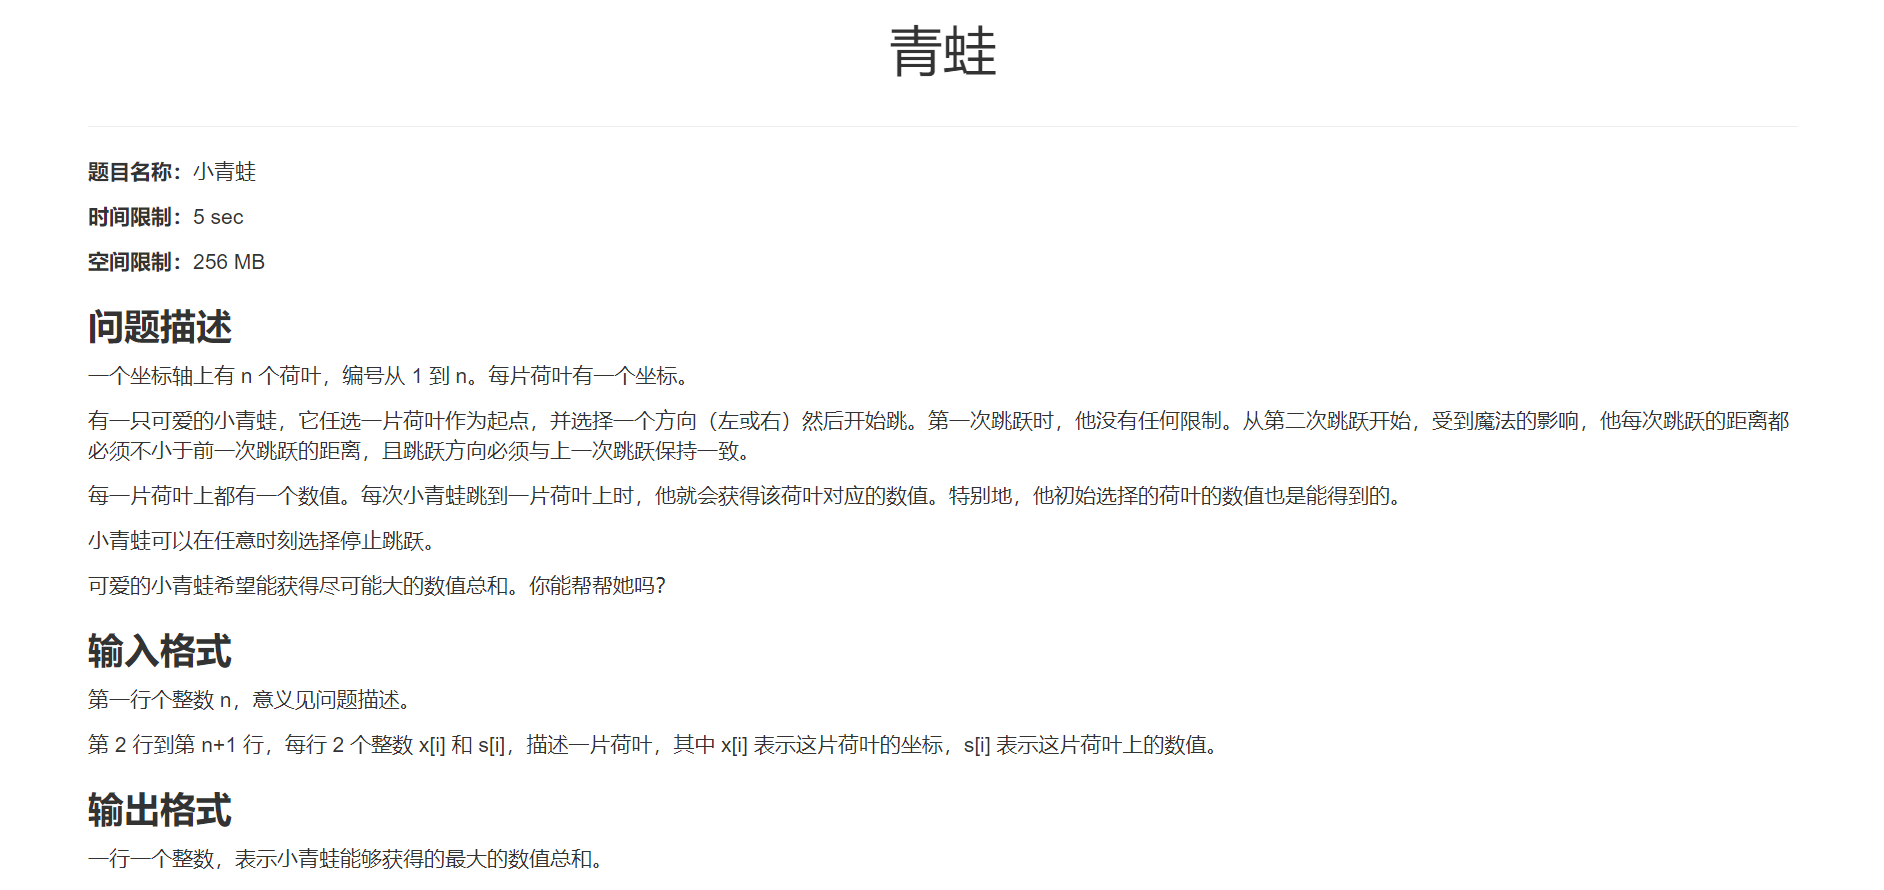 青蛙
题目名称：小青蛙
时间限制：5 sec
空间限制：256 MB
问题描述
一个坐标轴上有 n 个荷叶，编号从 1 到 n。每片荷叶有一个坐标。
有一只可爱的小青蛙，它任选一片荷叶作为起点，并选择一个方向（左或右）然后开始跳。第一次跳跃时，他没有任何限制。从第二次跳跃开始，受到魔法的影响，他每次跳跃的距离都
必须不小于前一次跳跃的距离，且跳跃方向必须与上一次跳跃保持一致。
每一片荷叶上都有一个数值。每次小青蛙跳到一片荷叶上时，他就会获得该荷叶对应的数值。特别地，他初始选择的荷叶的数值也是能得到的。
小青蛙可以在任意时刻选择停止跳跃。
可爱的小青蛙希望能获得尽可能大的数值总和。你能帮帮她吗？
输入格式
第一行个整数 n，意义见问题描述。
第 2 行到第 n+1 行，每行 2 个整数 x[i] 和 s[i]，描述一片荷叶，其中 x[i] 表示这片荷叶的坐标，s[i] 表示这片荷叶上的数值。
输出格式
一行一个整数，表示小青蛙能够获得的最大的数值总和。